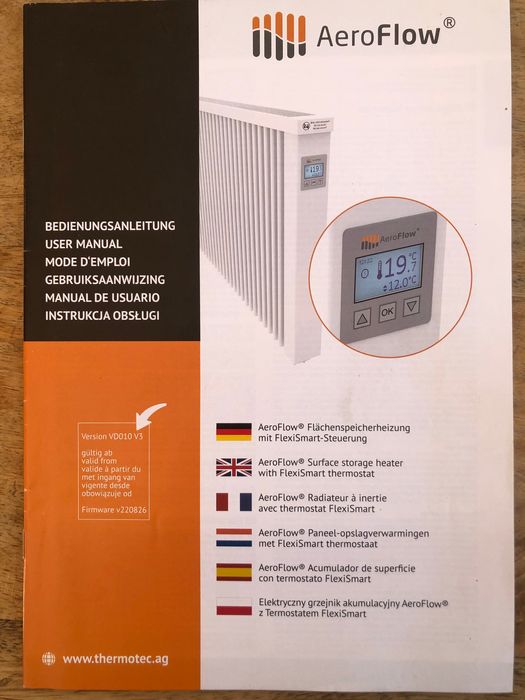 AeroFlow®
BEDIENUNGSANLEITUNG
USER MANUAL
MODE D'EMPLOI
GEBRUIKSAANWIJZING
MANUAL DE USUARIO
INSTRUKCJA OBSŁUGI
AeroFlow®
19.7 °C
12.0°C
OK
Version VD010 V3
gültig ab
valid from
valide à partir du
met ingang van
vigente desde
obowiązuje od
Firmware v220826
AeroFlow® Flächenspeicherheizung
mit FlexiSmart-Steuerung
AeroFlow® Surface storage heater
with FlexiSmart thermostat
AeroFlow® Radiateur à inertie
avec thermostat FlexiSmart
AeroFlow® Paneel-opslagverwarmingen
met FlexiSmart thermostaat
AeroFlow® Acumulador de superficie
con termostato FlexiSmart
Elektryczny grzejnik akumulacyjny AeroFlow®
z Termostatem FlexiSmart
www.thermotec.ag